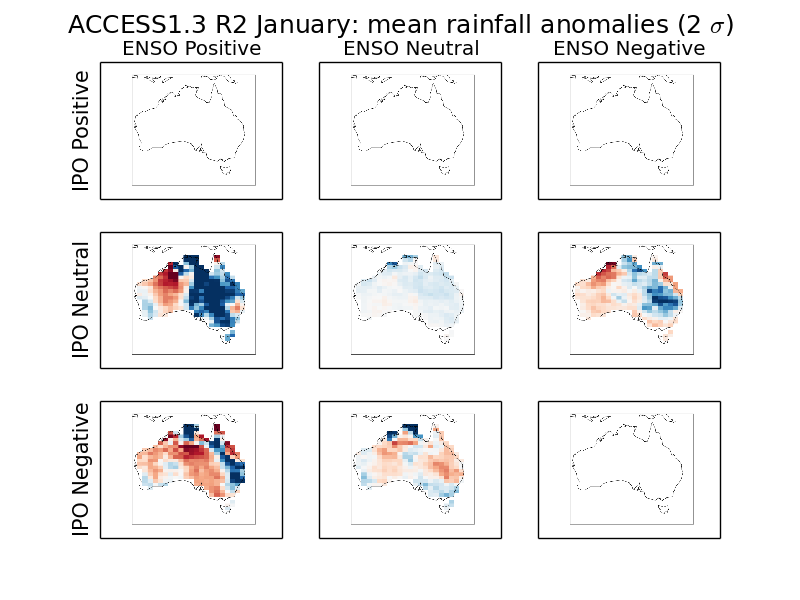 ACCESS1.3 R2 January: mean rainfall anomalies (2 σ)
ENSO Positive ENSO Neutral ENSO Negative
IPO Positive
IPO Neutral
IPO Negative